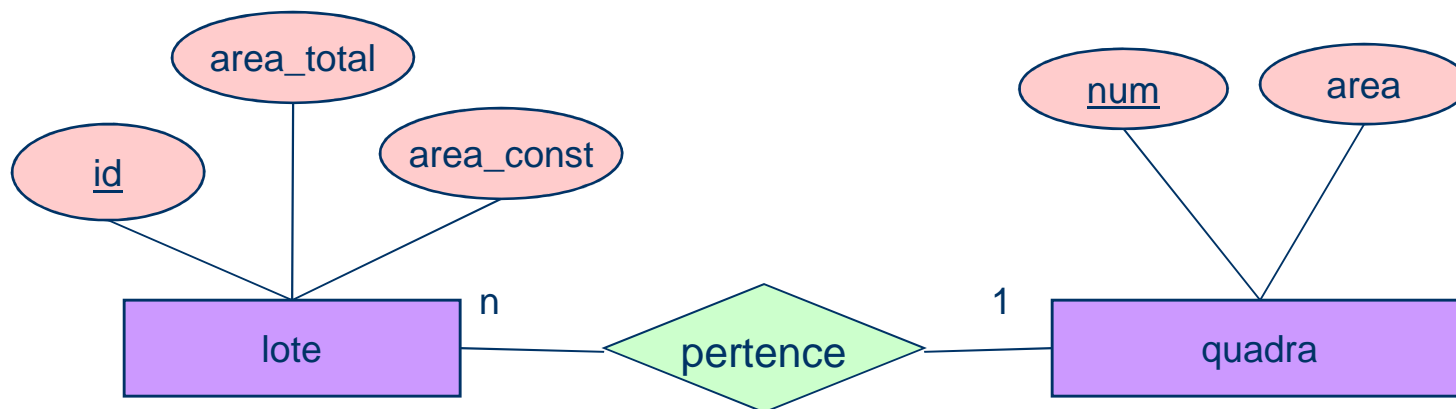 area_total
num
area
area_const
id
n
1
lote
pertence
quadra